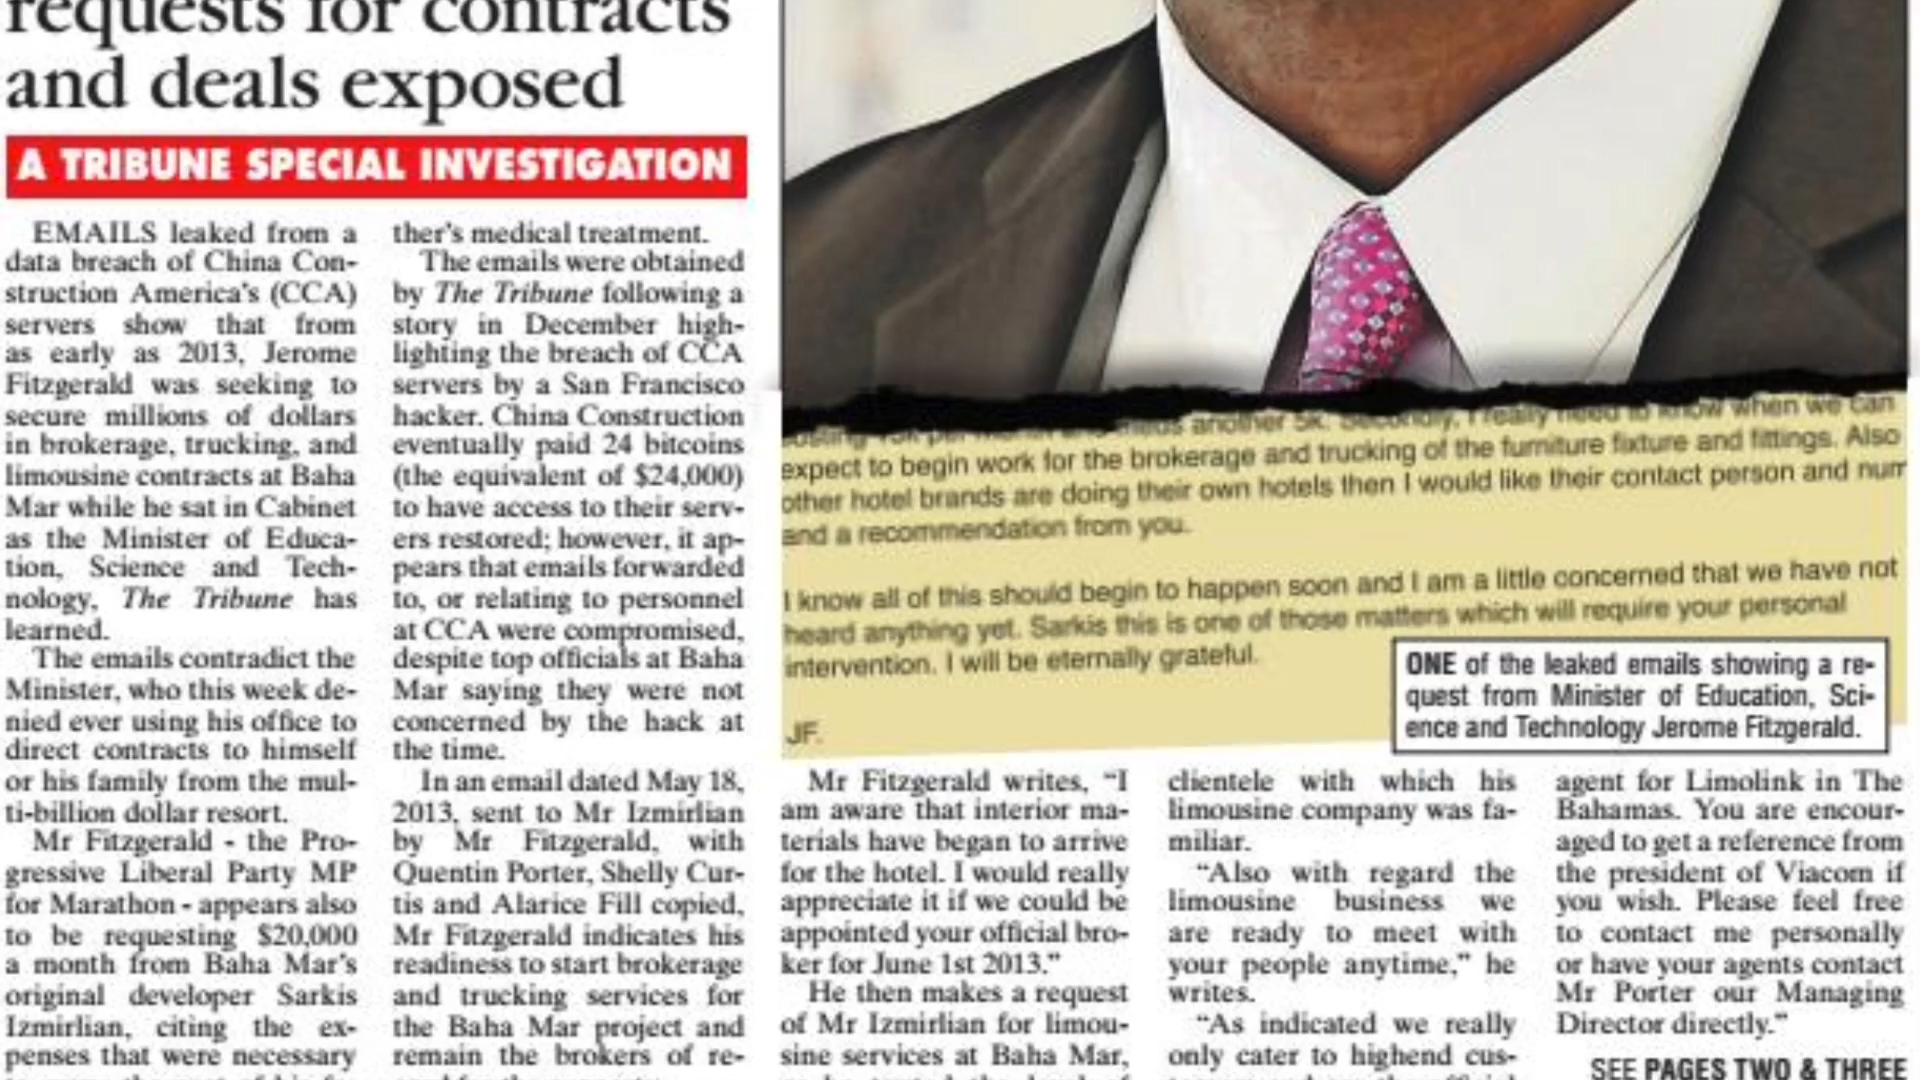 requests for contracts
and deals exposed
A TRIBUNE SPECIAL INVESTIGATION
EMAILS leaked from a
data breach of China Con-
struction America's (CCA)
servers show that from
as early as 2013, Jerome
Fitzgerald was seeking to
secure millions of dollars
in brokerage, trucking, and
limousine contracts at Baha
Mar while he sat in Cabinet
as the Minister of Educa-
tion, Science and Tech-
nology, The Tribune has
learned.
The emails contradict the
Minister, who this week de-
nied ever using his office to
direct contracts to himself
or his family from the mul-
ti-billion dollar resort.
Mr Fitzgerald - the Pro-
gressive Liberal Party MP
for Marathon - appears also
to be requesting $20,000
a month from Baha Mar's
original developer Sarkis
Izmirlian, citing the ex-
penses that were necessary
ther's medical treatment.
The emails were obtained
by The Tribune following a
story in December high-
lighting the breach of CCA
servers by a San Francisco
hacker. China Construction
eventually paid 24 bitcoins
(the equivalent of $24,000)
to have access to their serv-
ers restored; however, it ap-
pears that emails forwarded
to, or relating to personnel
at CCA were compromised,
despite top officials at Baha
Mar saying they were not
concerned by the hack at
the time.
In an email dated May 18,
2013, sent to Mr Izmirlian
by Mr Fitzgerald, with
Quentin Porter, Shelly Cur-
tis and Alarice Fill copied,
Mr Fitzgerald indicates his
readiness to start brokerage
and trucking services for
the Baha Mar project and
remain the brokers of re-
another 5k. Secondly, I really need to know when we can
expect to begin work for the brokerage and trucking of the furniture fixture and fittings. Also
other hotel brands are doing their own hotels then I would like their contact person and num
and a recommendation from you.
I know all of this should begin to happen soon and I am a little concerned that we have not
heard anything yet. Sarkis this is one of those matters which will require your personal
intervention. I will be eternally grateful.
JF.
ONE of the leaked emails showing a re-
quest from Minister of Education, Sci-
ence and Technology Jerome Fitzgerald.
Mr Fitzgerald writes, "I
am aware that interior ma-
terials have began to arrive
for the hotel. I would really
appreciate it if we could be
appointed your official bro-
ker for June 1st 2013."
He then makes a request
of Mr Izmirlian for limou-
sine services at Baha Mar,
clientele with which his
limousine company was fa-
miliar.
"Also with regard the
limousine business we
are ready to meet with
your people anytime," he
writes.
"As indicated we really
only cater to highend cus-
agent for Limolink in The
Bahamas. You are encour-
aged to get a reference from
the president of Viacom if
you wish. Please feel free
to contact me personally
or have your agents contact
Mr Porter our Managing
Director directly."
SEE PAGES TWO & THREE